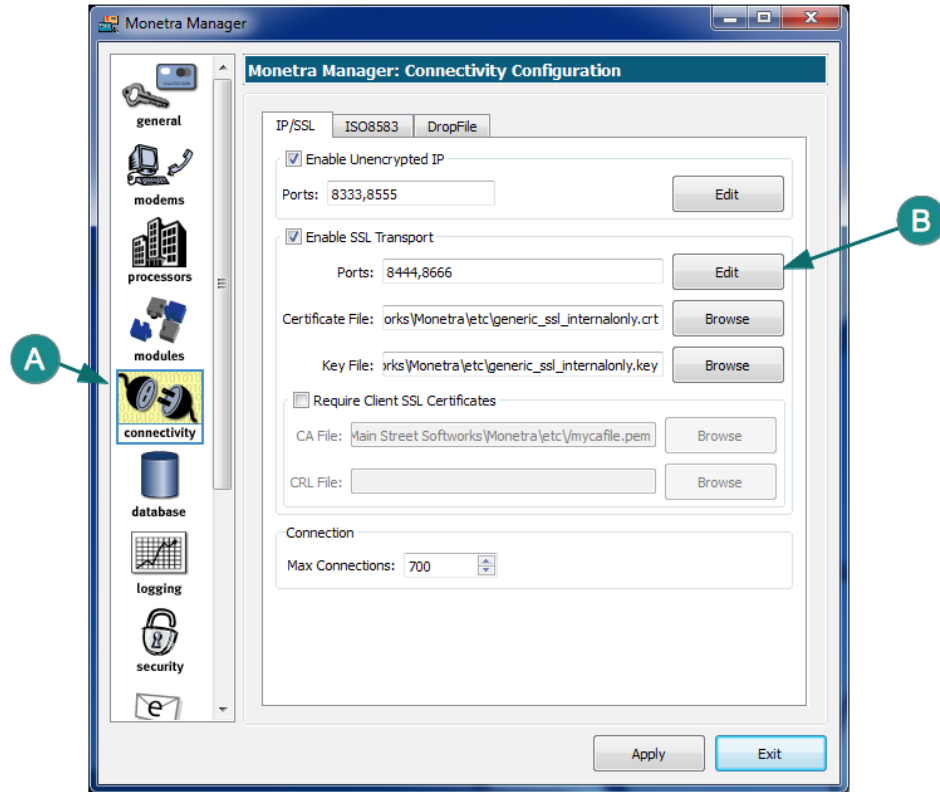 Monetra Manager
general
modems
processors
modules
connectivity
database
logging
security
Monetra Manager: Connectivity Configuration
IP/SSL ISO8583 DropFile
Enable Unencrypted IP
Ports: 8333,8555 Edit
Enable SSL Transport
Ports: 8444,8666 Edit
Certificate File: orks\Monetra\etc\generic_ssl_internalonly.crt Browse
Key File: orks\Monetra\etc\generic_ssl_internalonly.key Browse
Require Client SSL Certificates
CA File: Main Street Softworks\Monetra\etc\/mycafile.pem Browse
CRL File: Browse
Connection
Max Connections: 700
Apply Exit
A
B